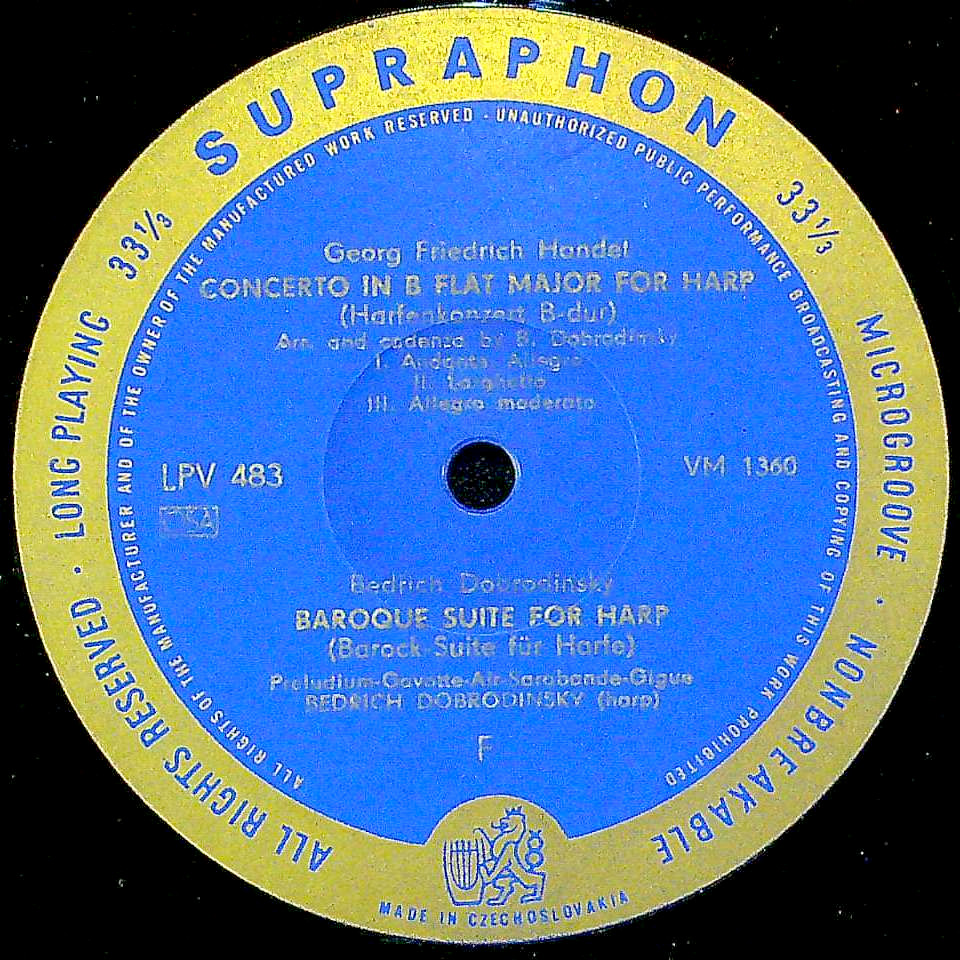 SUPRAPHON
33⅓
33⅓
LONG PLAYING
MICROGROOVE · NONBREAKABLE
ALL RIGHTS RESERVED ·
ALL RIGHTS OF THE MANUFACTURER AND OF THE OWNER OF THE MANUFACTURED WORK RESERVED - UNAUTHORIZED PUBLIC PERFORMANCE BROADCASTING AND COPYING OF THIS WORK PROHIBITED
Georg Friedrich Handel
CONCERTO IN B FLAT MAJOR FOR HARP
(Harfenkonzert B-dur)
Arr. and cadenza by B. Dobrodinsky
I. Andante Allegro
II. Larghetto
III. Allegro moderato
LPV 483
VM 1360
Bedrich Dobrodinsky
BAROQUE SUITE FOR HARP
(Barock-Suite für Harfe)
Preludium-Gavotte-Air-Sarabande-Gigue
BEDRICH DOBRODINSKY (harp)
F
MADE IN CZECHOSLOVAKIA